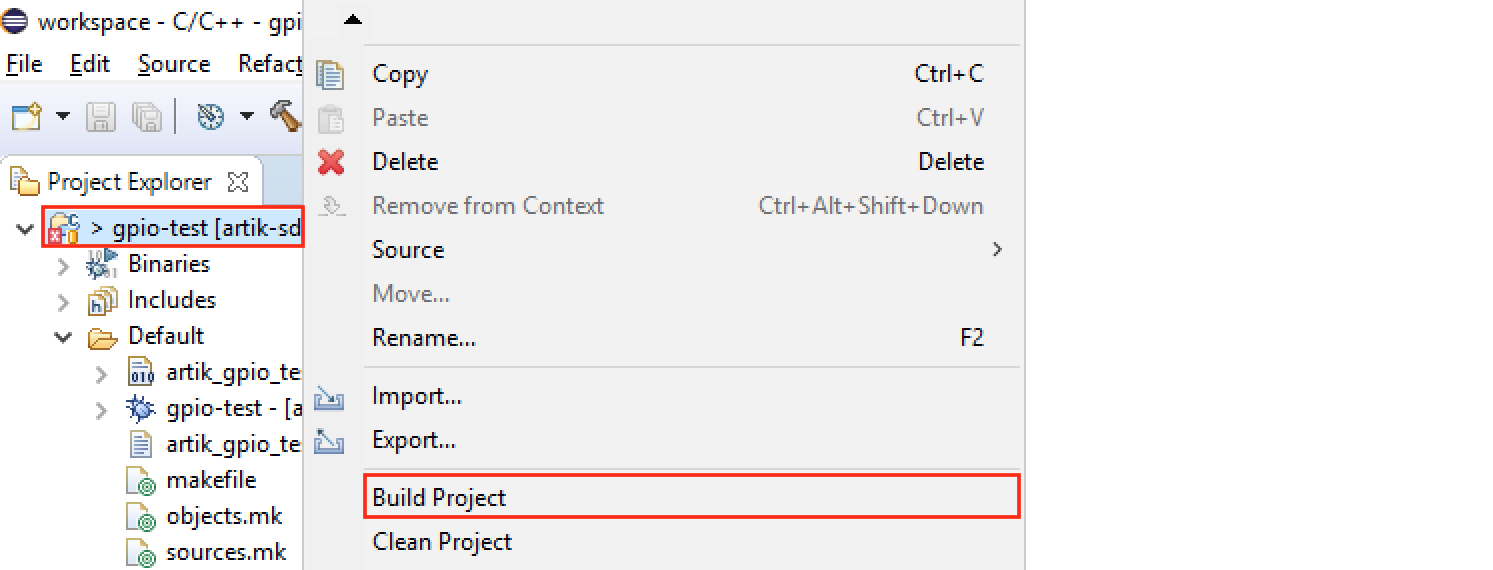 workspace - C/C++ - gpi
File Edit Source Refact
Project Explorer
> gpio-test [artik-sd
Binaries
Includes
Default
artik_gpio_te
gpio-test - [a
artik_gpio_te
makefile
objects.mk
sources.mk
Copy Ctrl+C
Paste Ctrl+V
Delete Delete
Remove from Context Ctrl+Alt+Shift+Down
Source
Move...
Rename... F2
Import...
Export...
Build Project
Clean Project